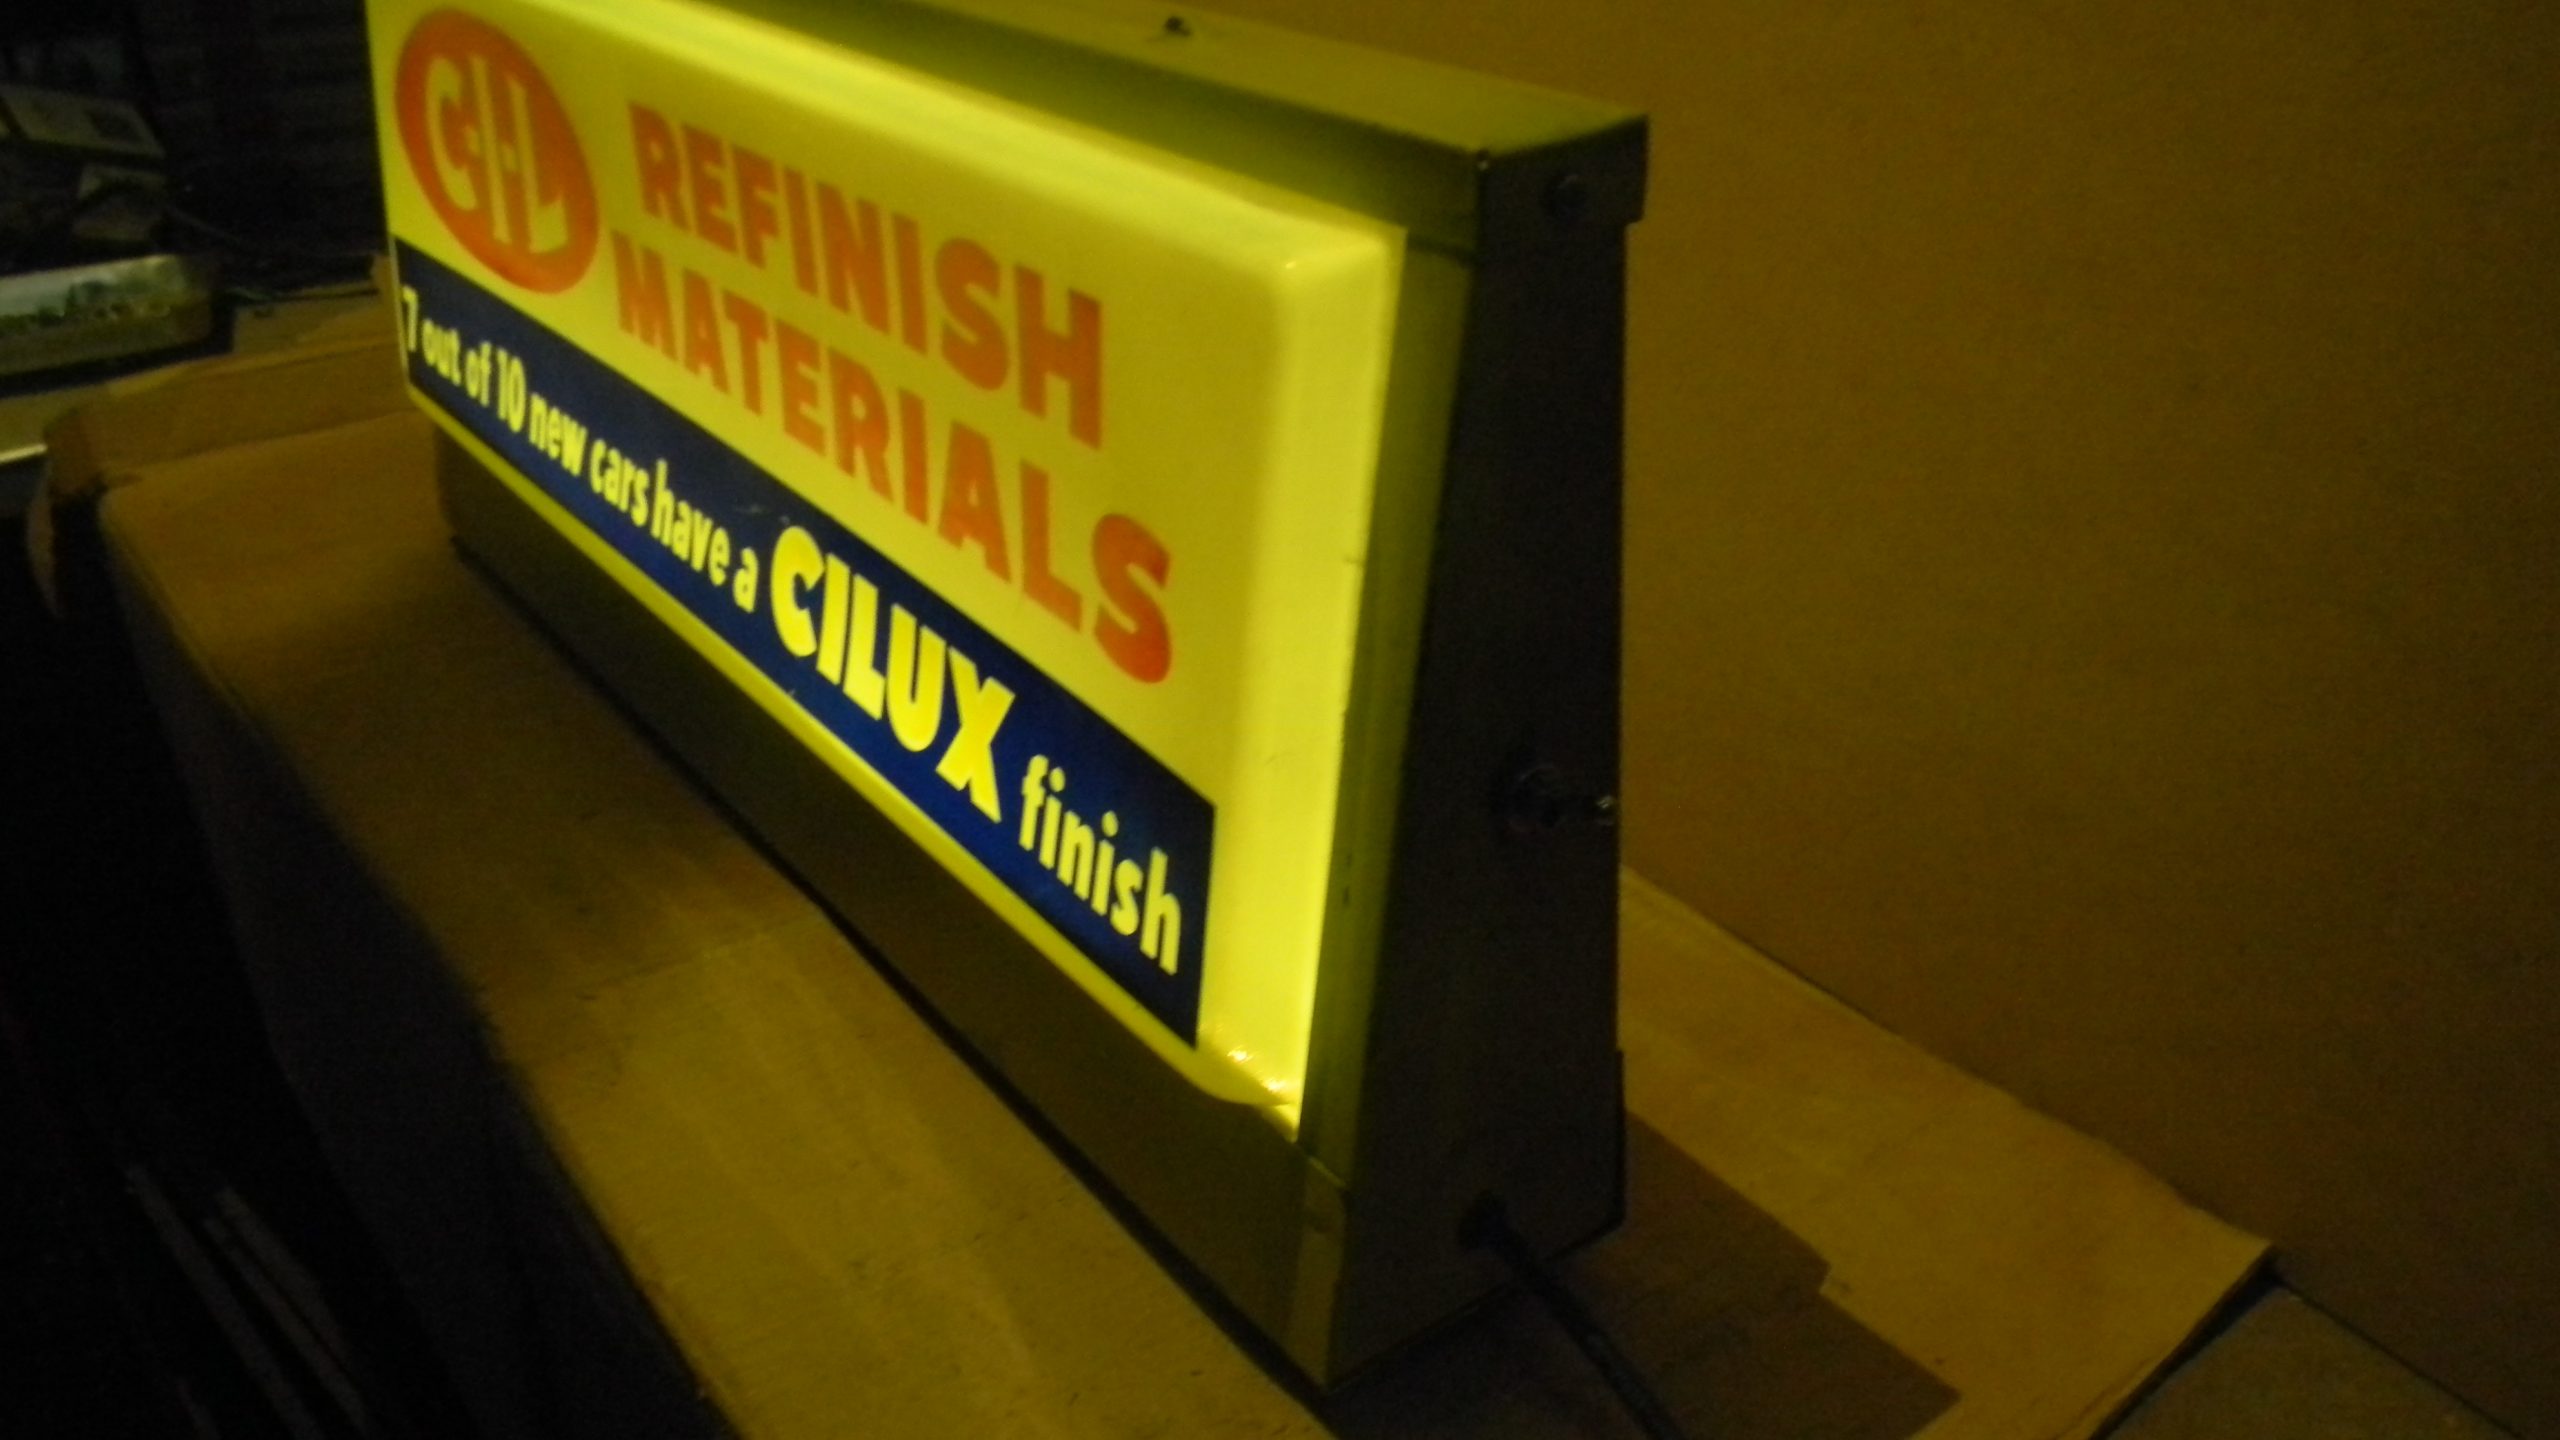 C-I-L
REFINISH
MATERIALS
7 out of 10 new cars have a CILUX finish